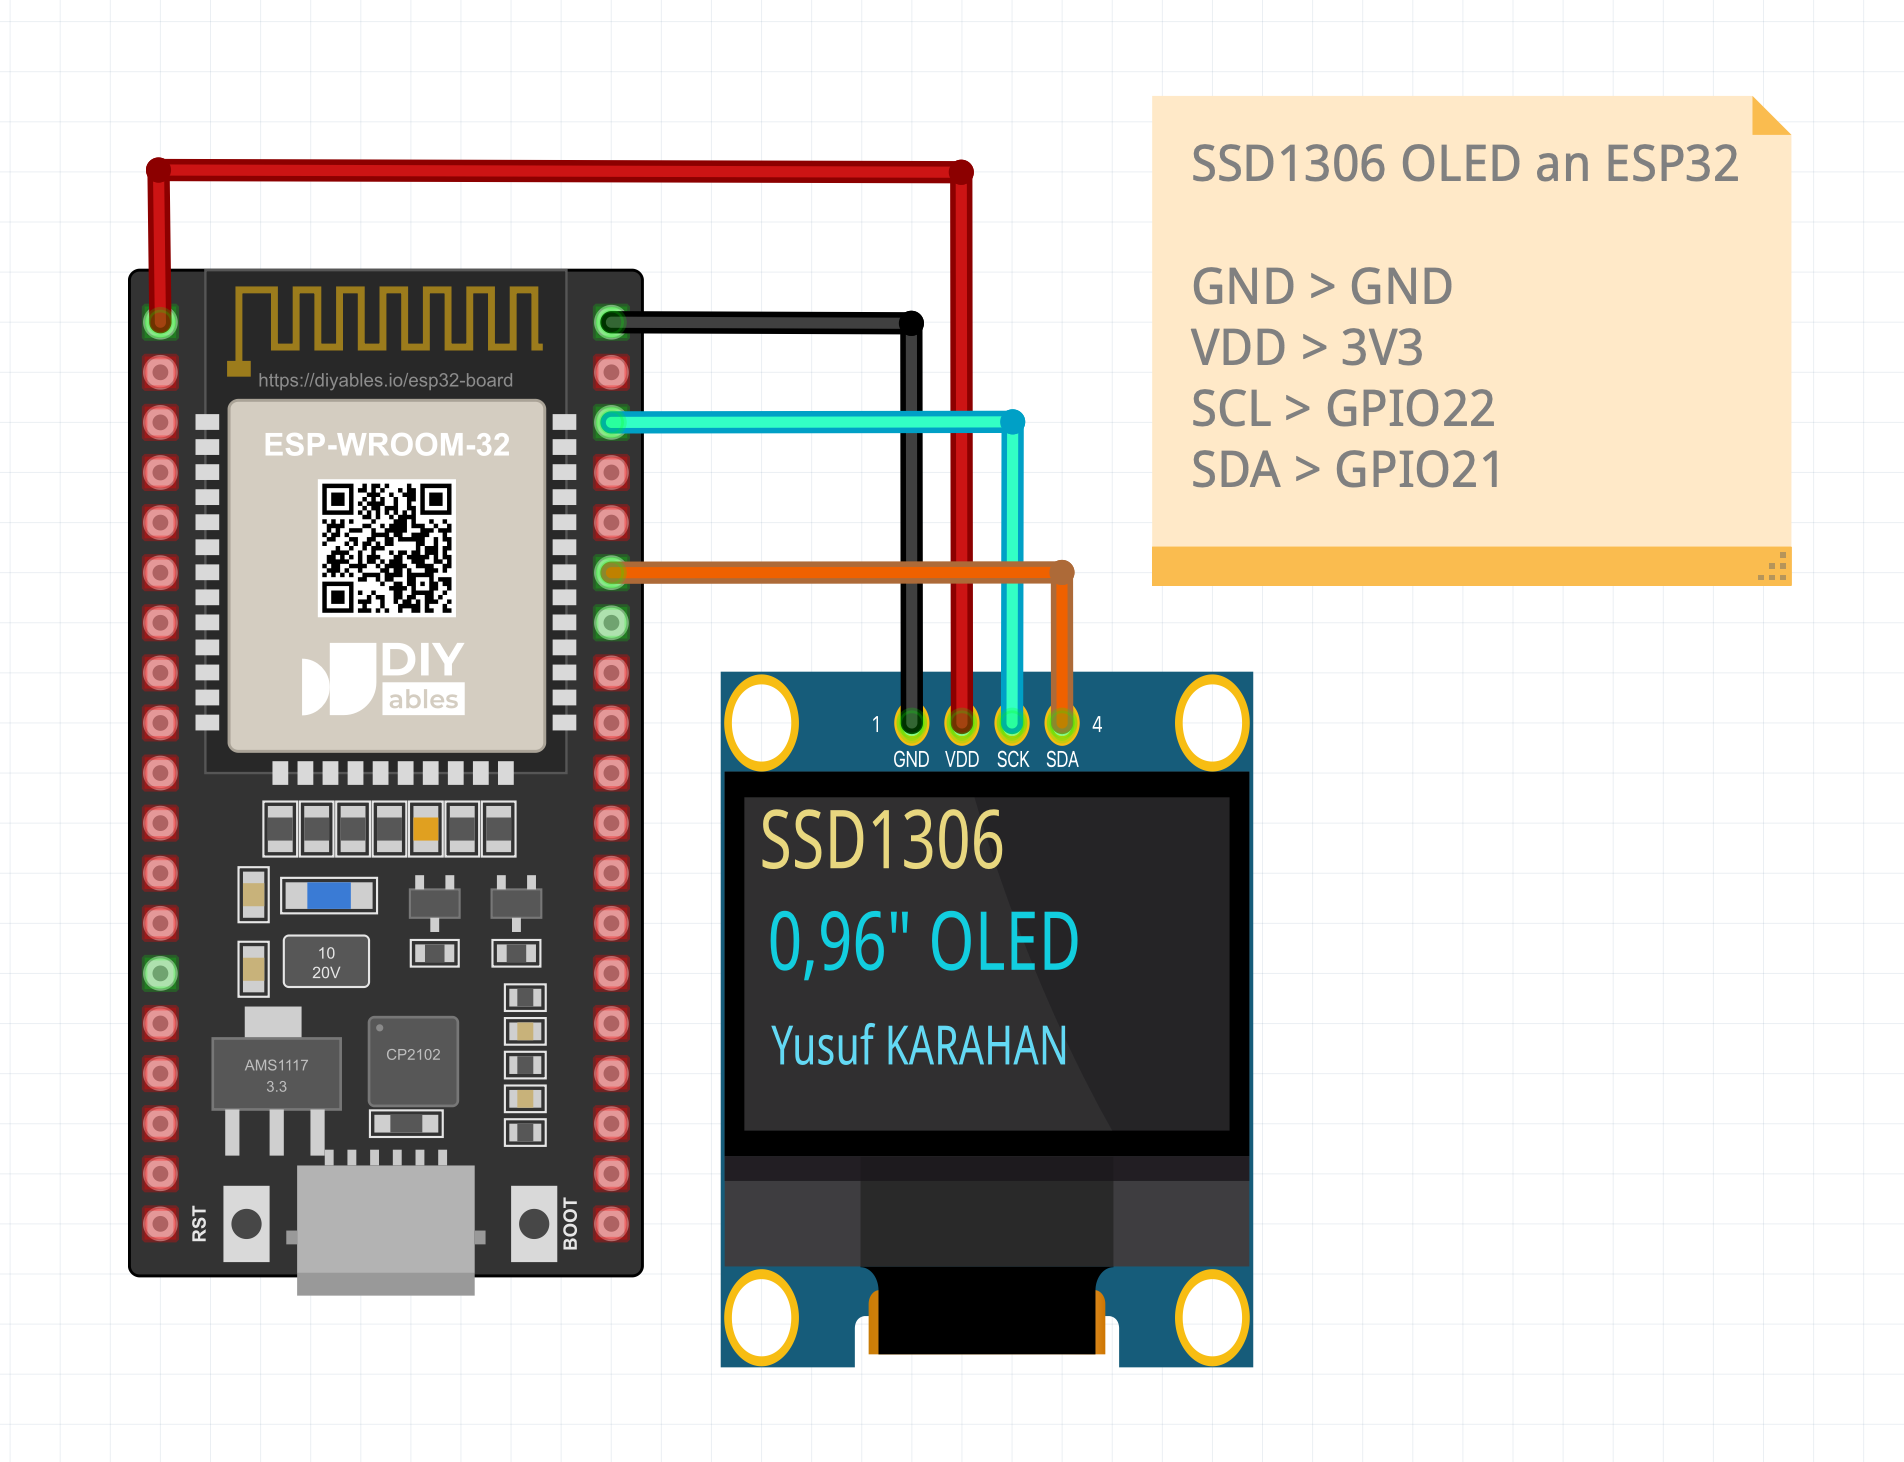 SSD1306 OLED an ESP32
GND > GND
VDD > 3V3
SCL > GPIO22
SDA > GPIO21
https://diyables.io/esp32-board
ESP-WROOM-32
DIY
ables
1
4
GND VDD SCK SDA
SSD1306
0,96" OLED
Yusuf KARAHAN
10
20V
AMS1117
3.3
CP2102
RST
BOOT